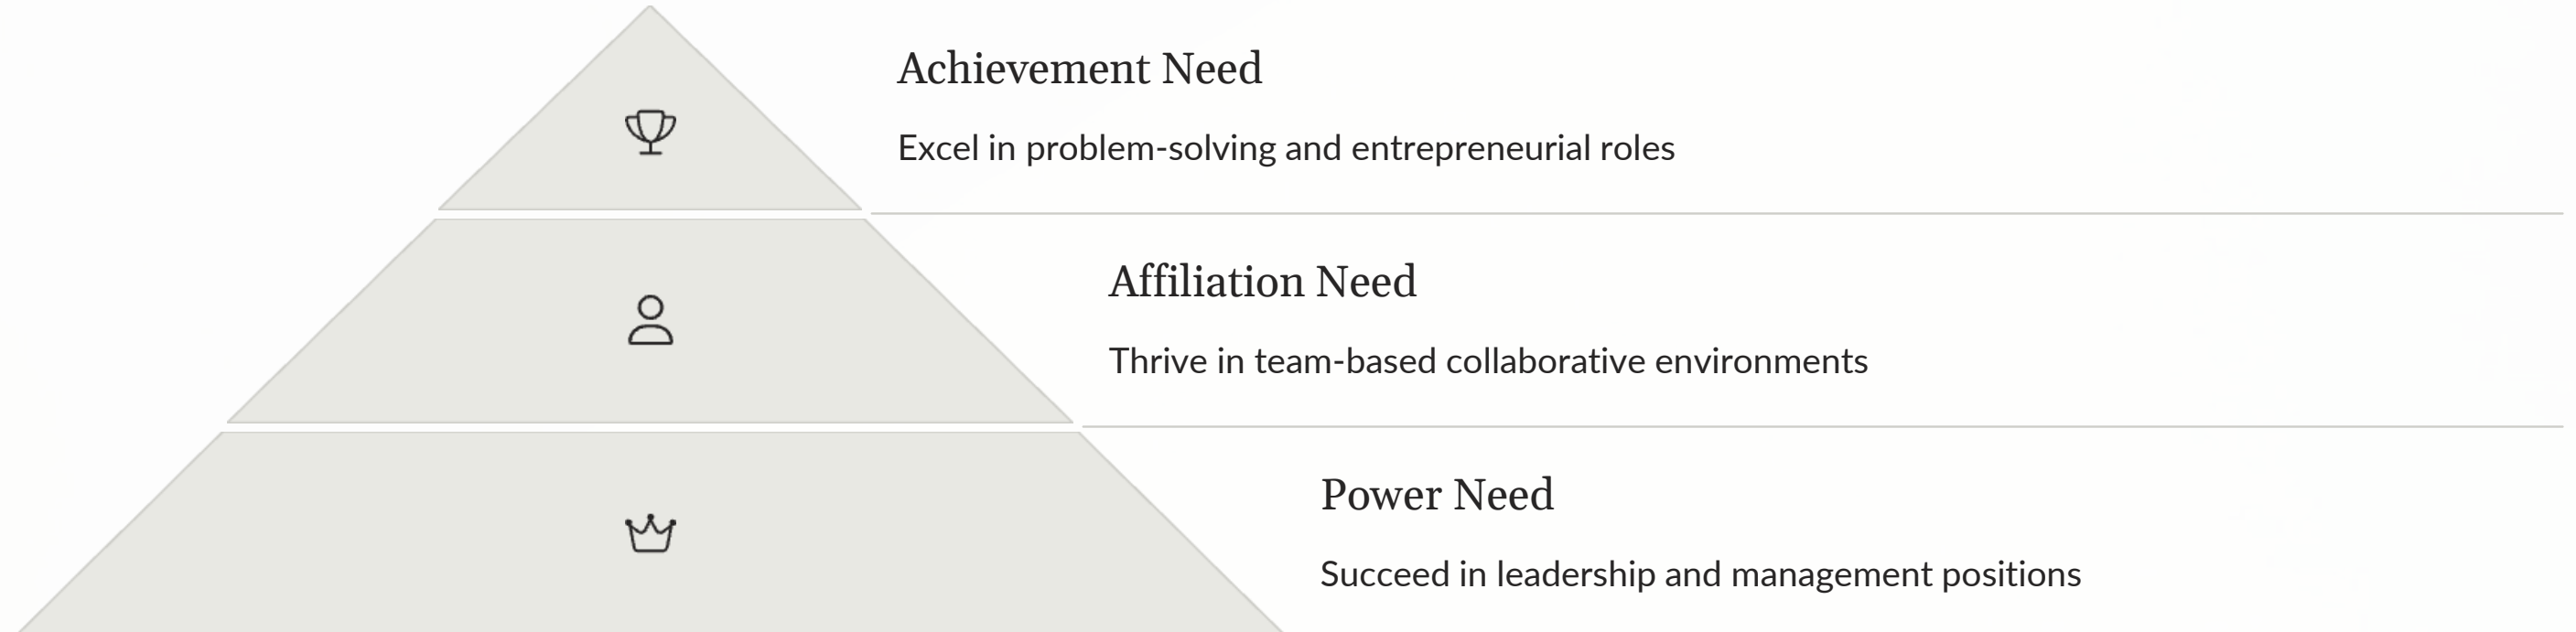 Achievement Need
Excel in problem-solving and entrepreneurial roles
Affiliation Need
Thrive in team-based collaborative environments
Power Need
Succeed in leadership and management positions